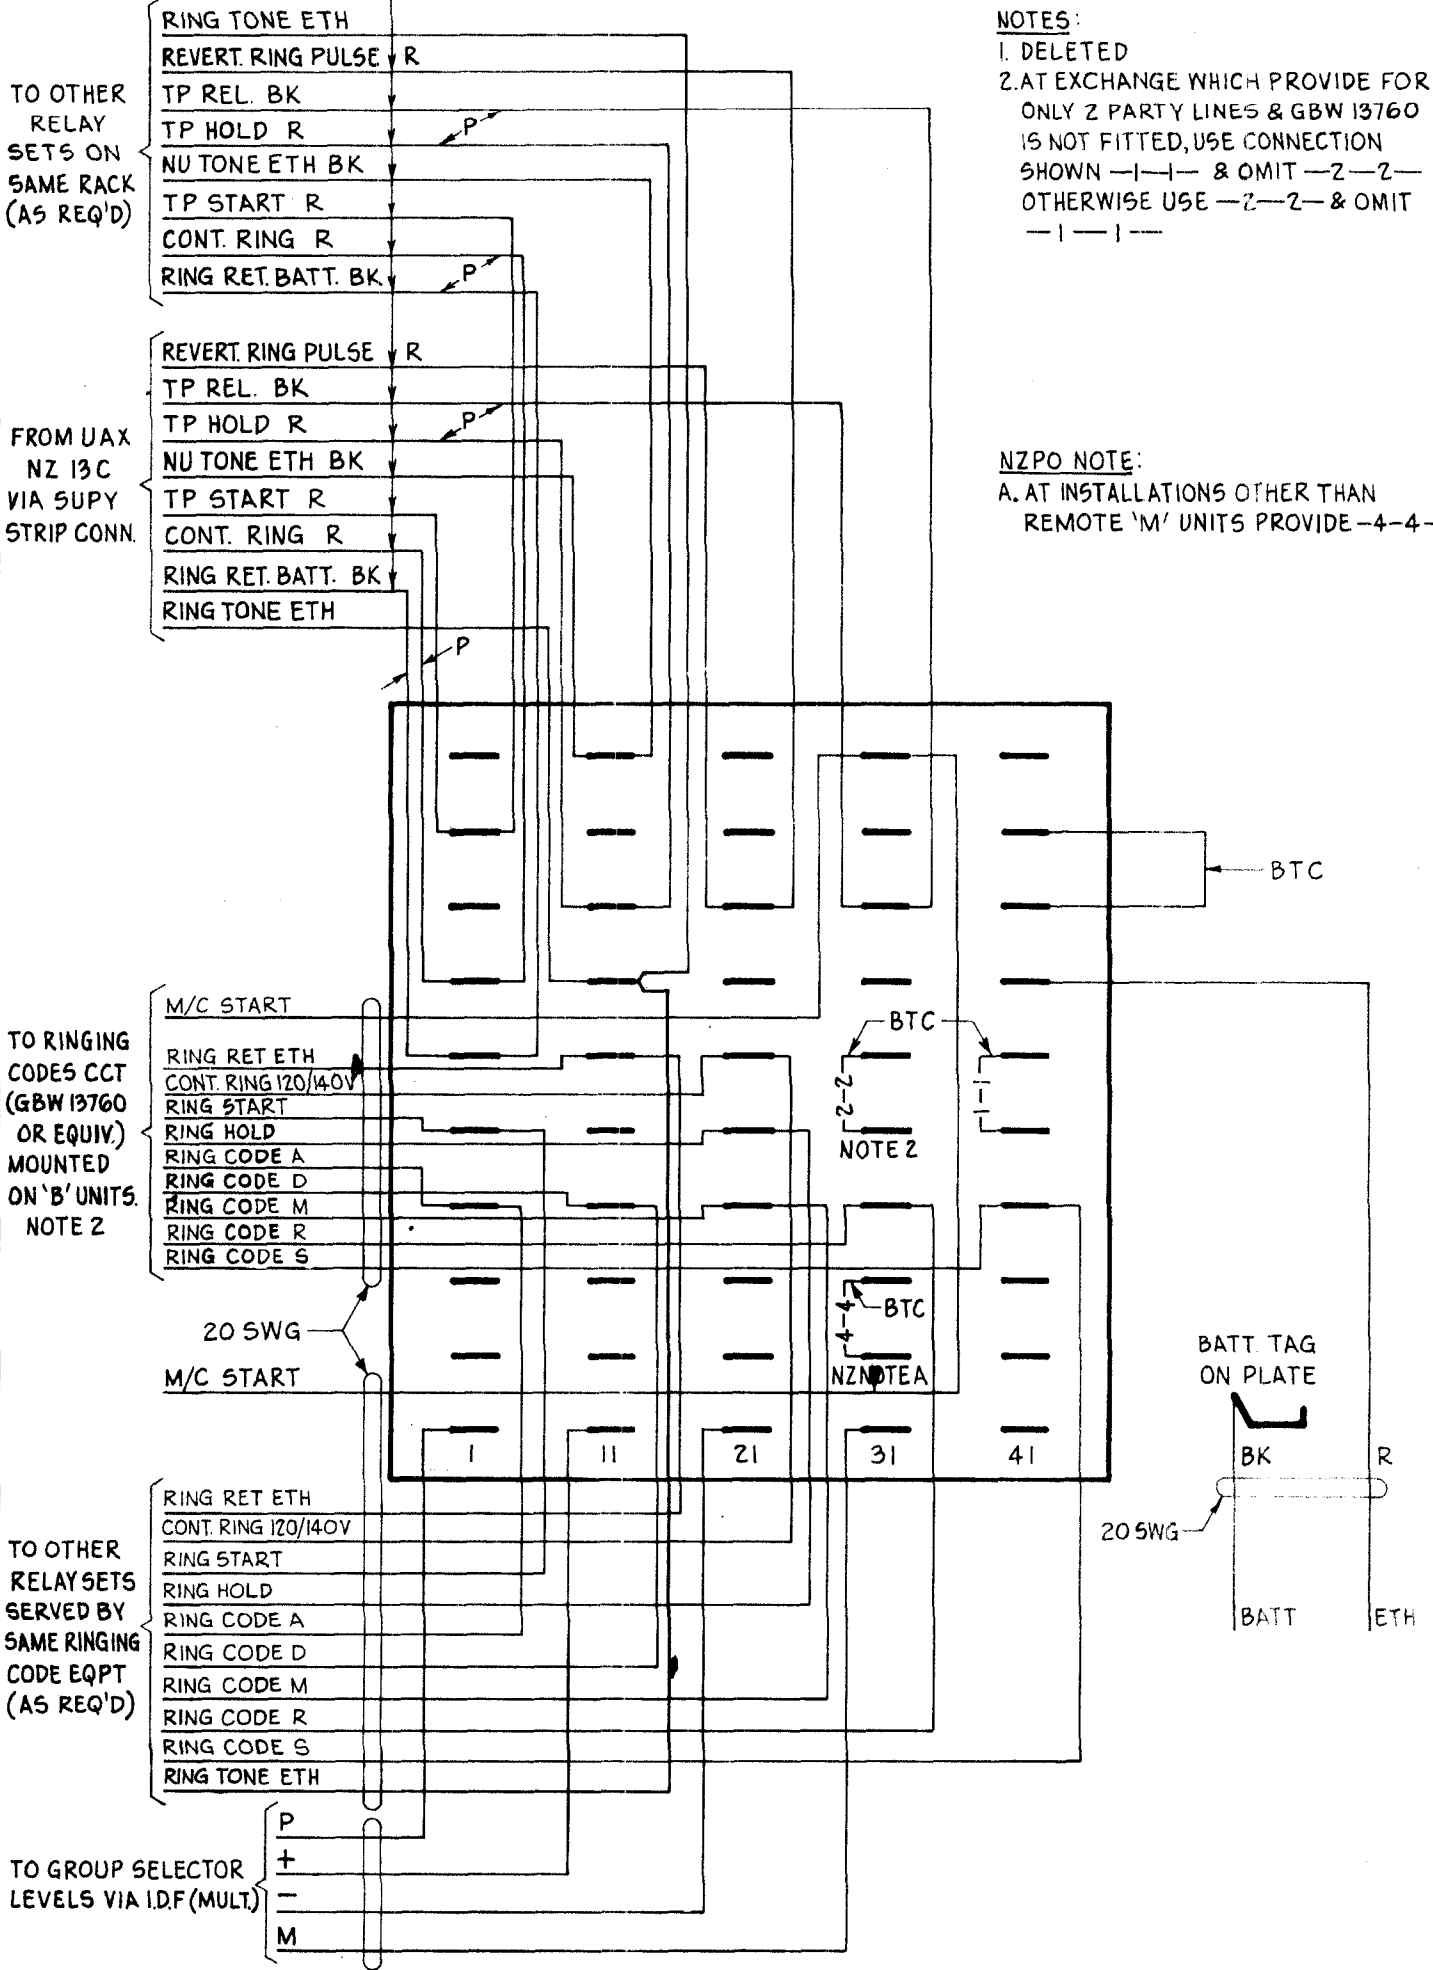 RING TONE ETH
REVERT. RING PULSE R
TP REL. BK
TP HOLD R
P
NU TONE ETH BK
TP START R
CONT. RING R
RING RET. BATT. BK
P
TO OTHER
RELAY
SETS ON
SAME RACK
(AS REQ'D)
NOTES:
1. DELETED
2. AT EXCHANGE WHICH PROVIDE FOR
ONLY 2 PARTY LINES & GBW 13760
IS NOT FITTED, USE CONNECTION
SHOWN —1—1— & OMIT —2—2—
OTHERWISE USE —2—2— & OMIT
—1—1—
REVERT. RING PULSE R
TP REL. BK
TP HOLD R
P
NU TONE ETH BK
TP START R
CONT. RING R
RING RET. BATT. BK
RING TONE ETH
P
FROM UAX
NZ 13C
VIA SUPY
STRIP CONN.
NZPO NOTE:
A. AT INSTALLATIONS OTHER THAN
REMOTE 'M' UNITS PROVIDE -4-4-
BTC
M/C START
RING RET ETH
CONT. RING 120/140V
RING START
RING HOLD
RING CODE A
RING CODE D
RING CODE M
RING CODE R
RING CODE S
TO RINGING
CODES CCT
(GBW 13760
OR EQUIV.)
MOUNTED
ON 'B' UNITS.
NOTE 2
BTC
2-2
1-1
NOTE 2
BTC
4-4
NZNOTEA
20 SWG
M/C START
1 11 21 31 41
BATT. TAG
ON PLATE
BK R
20 SWG
BATT ETH
RING RET ETH
CONT. RING 120/140V
RING START
RING HOLD
RING CODE A
RING CODE D
RING CODE M
RING CODE R
RING CODE S
RING TONE ETH
TO OTHER
RELAY SETS
SERVED BY
SAME RINGING
CODE EQPT
(AS REQ'D)
P
+
−
M
TO GROUP SELECTOR
LEVELS VIA I.D.F (MULT.)